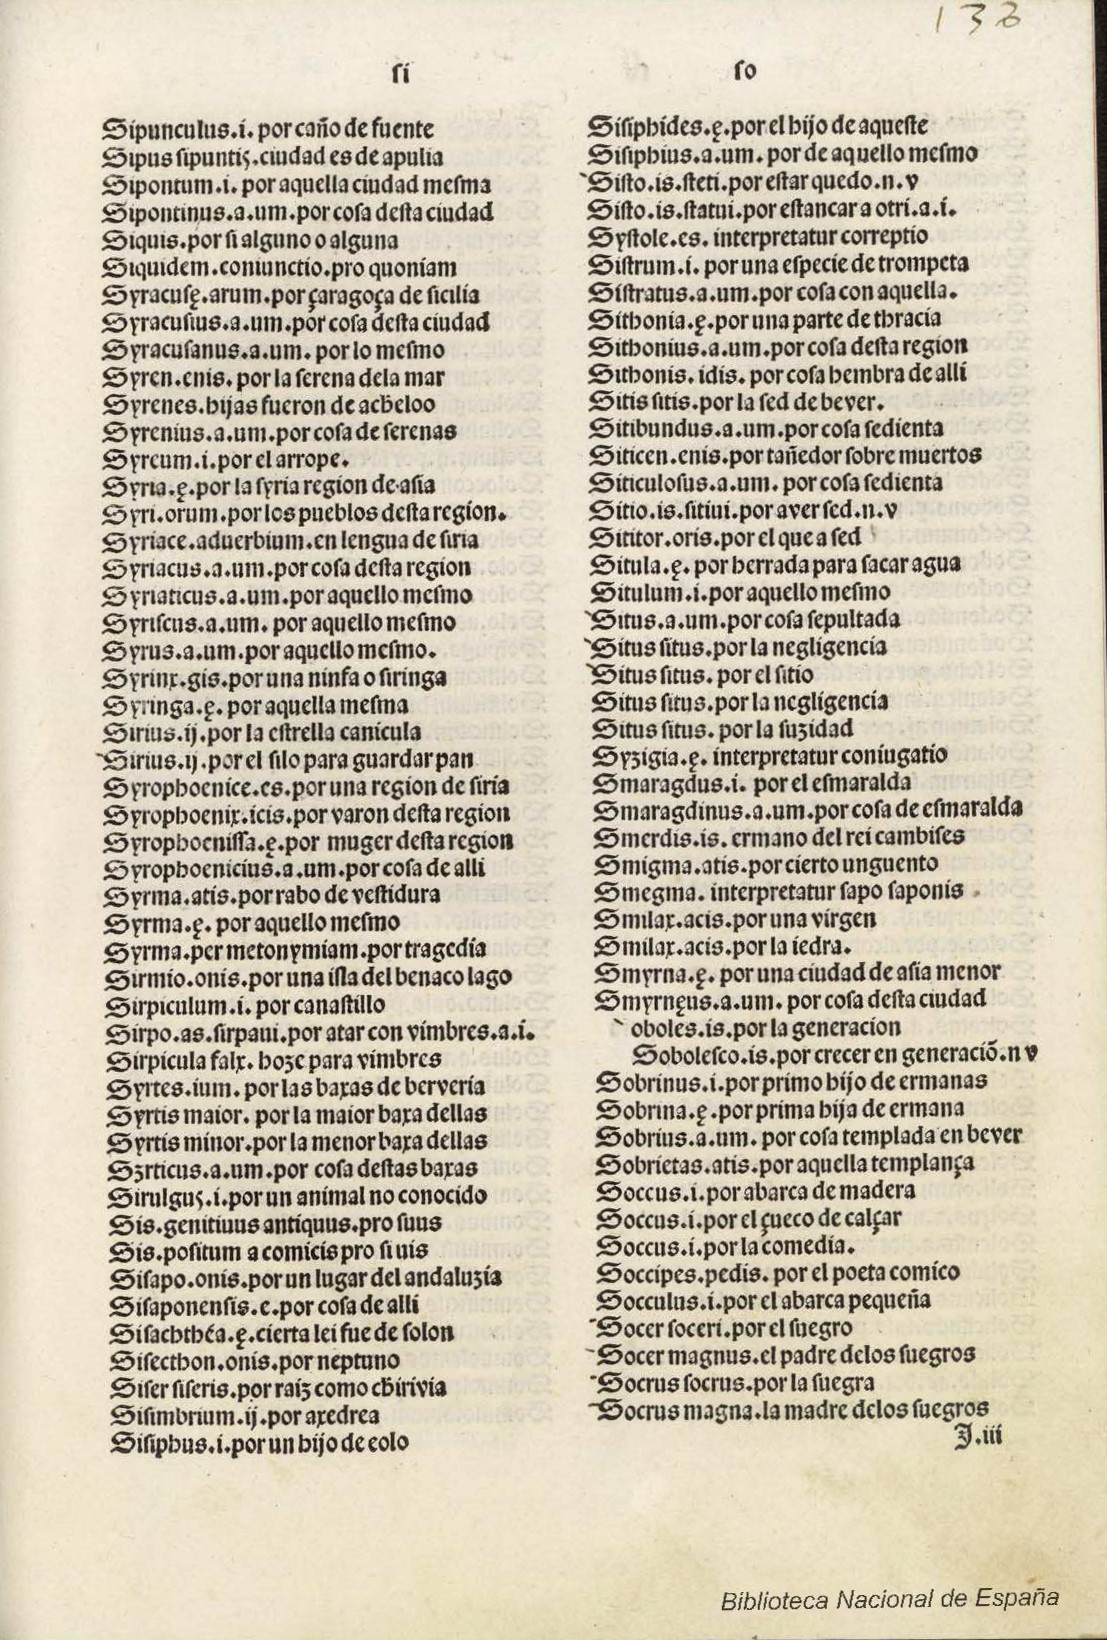 133
si
Sipunculus.i. por caño de fuente
Sipus sipuntis.ciudad es de apulia
Sipontum.i. por aquella ciudad mesma
Sipontinus.a.um.por cosa desta ciudad
Siquis.por si alguno o alguna
Siquidem.coniunctio.pro quoniam
Syracusę.arum.por çaragoça de sicilia
Syracusius.a.um.por cosa desta ciudad
Syracusanus.a.um. por lo mesmo
Syren.enis. por la serena dela mar
Syrenes.hijas fueron de acheloo
Syrenius.a.um.por cosa de serenas
Syreum.i.por el arrope.
Syria.ę.por la syria region de asia
Syri.orum.por los pueblos desta region.
Syriace.aduerbium.en lengua de siria
Syriacus.a.um.por cosa desta region
Syriaticus.a.um.por aquello mesmo
Syriscus.a.um. por aquello mesmo
Syrus.a.um.por aquello mesmo.
Syrinx.gis.por una ninfa o siringa
Syringa.ę. por aquella mesma
Sirius.ij.por la estrella canicula
Sirius.ij.por el silo para guardar pan
Syrophoenice.es.por una region de siria
Syrophoenix.icis.por varon desta region
Syrophoenissa.ę.por muger desta region
Syrophoenicius.a.um.por cosa de alli
Syrma.atis.por rabo de vestidura
Syrma.ę. por aquello mesmo
Syrma.per metonymiam.por tragedia
Sirmio.onis.por una isla del benaco lago
Sirpiculum.i. por canastillo
Sirpo.as.sirpaui.por atar con vimbres.a.i.
Sirpicula falx. hoze para vimbres
Syrtes.ium. por las baxas de berveria
Syrtis maior. por la maior baxa dellas
Syrtis minor.por la menor baxa dellas
Szrticus.a.um.por cosa destas baxas
Sirulgus.i.por un animal no conocido
Sis.genitiuus antiquus.pro suus
Sis.positum a comicis pro si uis
Sisapo.onis.por un lugar del andaluzia
Sisaponensis.e.por cosa de alli
Sisachthéa.ę.cierta lei fue de solon
Sisecthon.onis.por neptuno
Siser siseris.por raiz como chirivia
Sisimbrium.ij.por axedrea
Sisiphus.i.por un hijo de eolo
so
Sisiphides.ę.por el hijo de aqueste
Sisiphius.a.um. por de aquello mesmo
Sisto.is.steti.por estar quedo.n.v
Sisto.is.statui.por estancar a otri.a.i.
Systole.es. interpretatur correptio
Sistrum.i. por una especie de trompeta
Sistratus.a.um.por cosa con aquella.
Sithonia.ę.por una parte de thracia
Sithonius.a.um.por cosa desta region
Sithonis.idis. por cosa hembra de alli
Sitis sitis.por la sed de bever.
Sitibundus.a.um.por cosa sedienta
Siticen.enis.por tañedor sobre muertos
Siticulosus.a.um. por cosa sedienta
Sitio.is.sitiui.por aver sed.n.v
Sititor.oris.por el que a sed
Situla.ę. por herrada para sacar agua
Situlum.i.por aquello mesmo
Situs.a.um.por cosa sepultada
Situs situs.por la negligencia
Situs situs. por el sitio
Situs situs.por la negligencia
Situs situs. por la suzidad
Syzigia.ę. interpretatur coniugatio
Smaragdus.i. por el esmaralda
Smaragdinus.a.um.por cosa de esmaralda
Smerdis.is. ermano del rei cambises
Smigma.atis.por cierto unguento
Smegma. interpretatur sapo saponis
Smilax.acis.por una virgen
Smilax.acis.por la iedra.
Smyrna.ę. por una ciudad de asia menor
Smyrnęus.a.um. por cosa desta ciudad
oboles.is.por la generacion
Sobolesco.is.por crecer en generaciõ.n v
Sobrinus.i.por primo hijo de ermanas
Sobrina.ę.por prima hija de ermana
Sobrius.a.um. por cosa templada en bever
Sobrietas.atis.por aquella templança
Soccus.i.por abarca de madera
Soccus.i.por el çueco de calçar
Soccus.i.por la comedia.
Soccipes.pedis. por el poeta comico
Socculus.i.por el abarca pequeña
Socer soceri.por el suegro
Socer magnus.el padre delos suegros
Socrus socrus.por la suegra
Socrus magna.la madre delos suegros
J.iii
Biblioteca Nacional de España